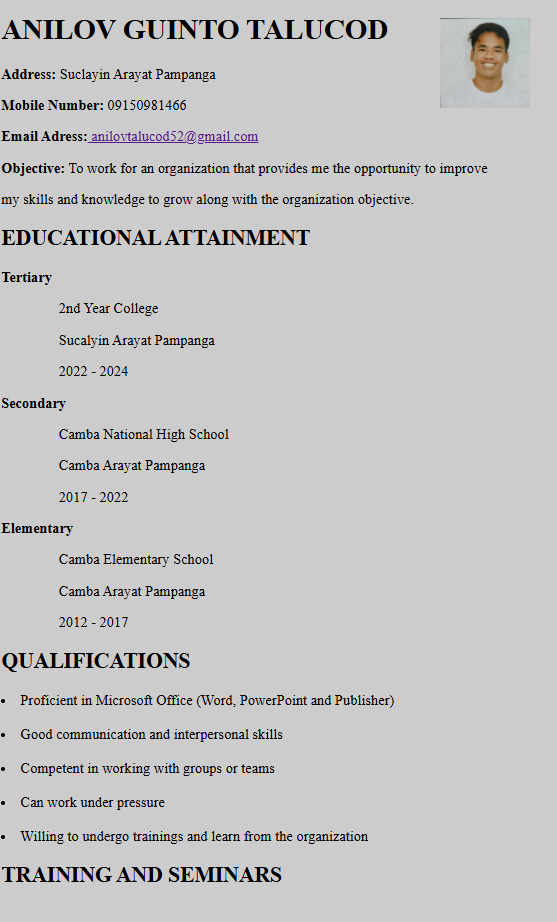 ANILOV GUINTO TALUCOD
Address: Suclayin Arayat Pampanga
Mobile Number: 09150981466
Email Adress: anilovtalucod52@gmail.com
Objective: To work for an organization that provides me the opportunity to improve
my skills and knowledge to grow along with the organization objective.
EDUCATIONAL ATTAINMENT
Tertiary
2nd Year College
Sucalyin Arayat Pampanga
2022 - 2024
Secondary
Camba National High School
Camba Arayat Pampanga
2017 - 2022
Elementary
Camba Elementary School
Camba Arayat Pampanga
2012 - 2017
QUALIFICATIONS
• Proficient in Microsoft Office (Word, PowerPoint and Publisher)
• Good communication and interpersonal skills
• Competent in working with groups or teams
• Can work under pressure
• Willing to undergo trainings and learn from the organization
TRAINING AND SEMINARS